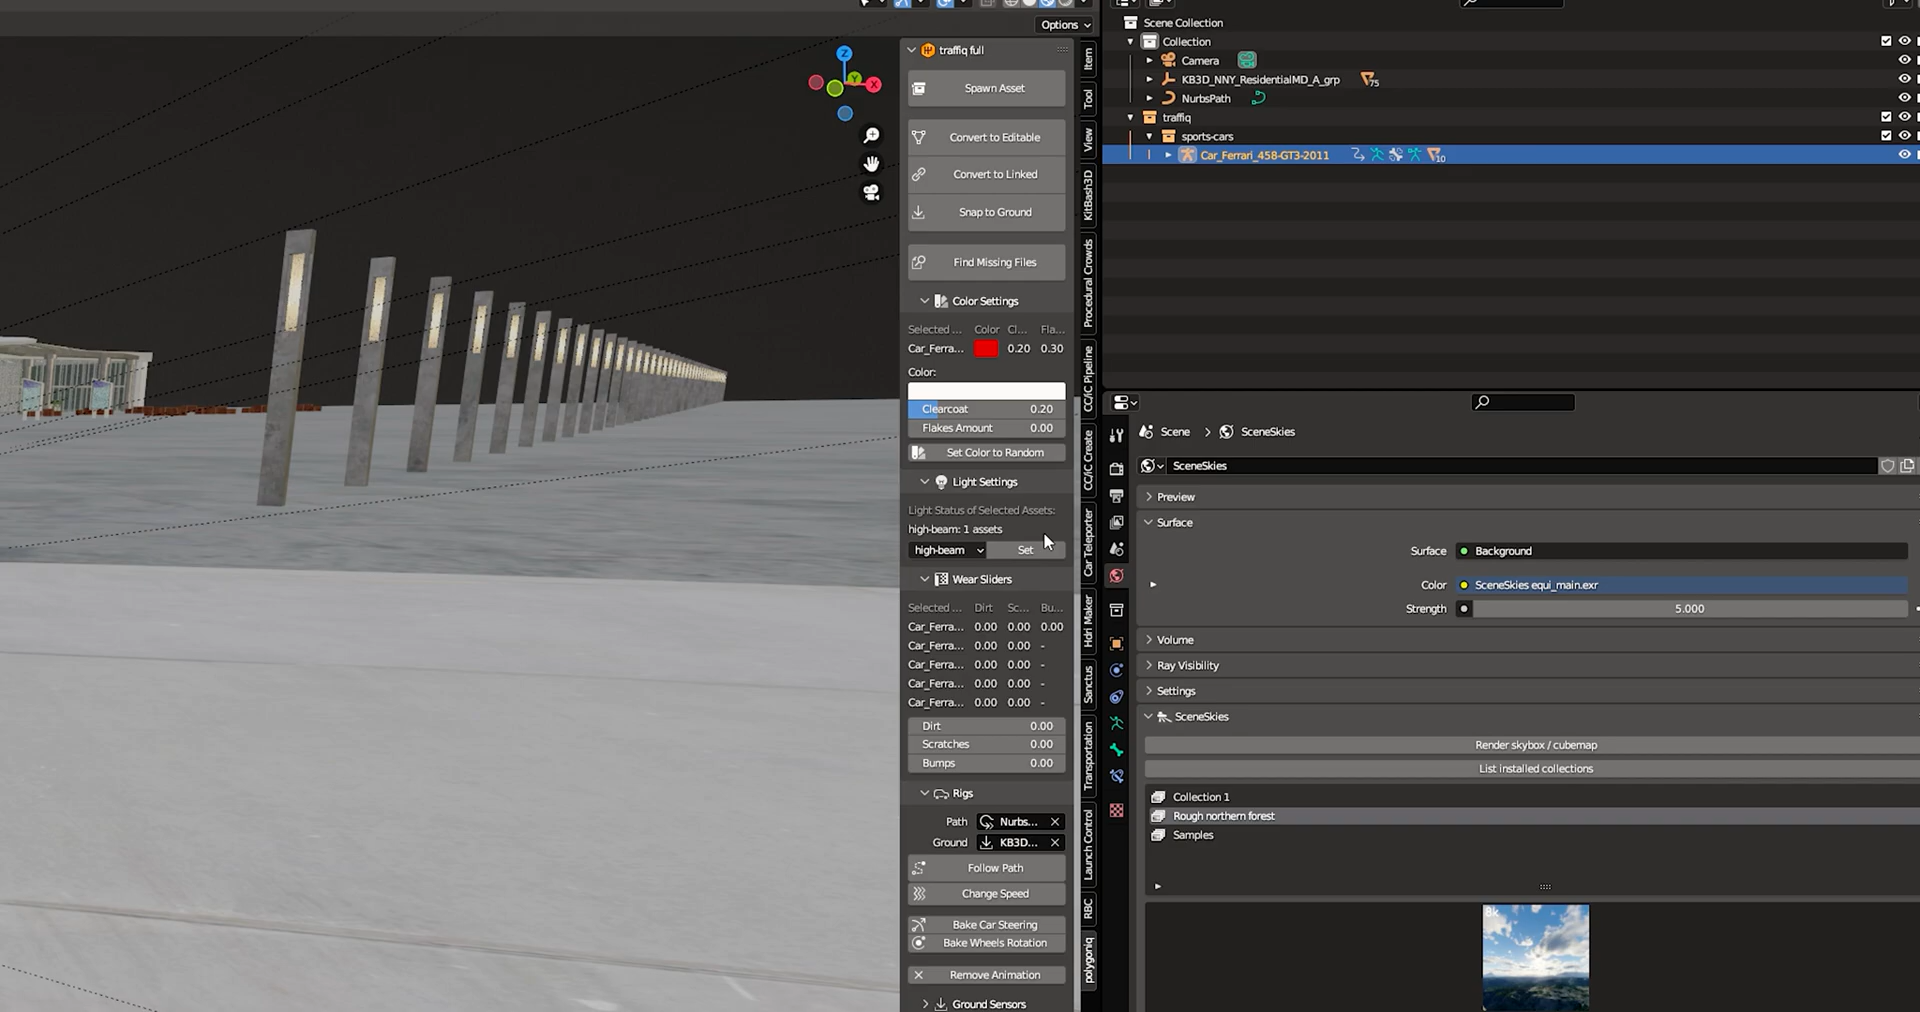 Options
traffiq full
Spawn Asset
Convert to Editable
Convert to Linked
Snap to Ground
Find Missing Files
Color Settings
Selected ... Color Cl... Fla...
Car_Ferra... 0.20 0.30
Color:
Clearcoat 0.20
Flakes Amount 0.00
Set Color to Random
Light Settings
Light Status of Selected Assets:
high-beam: 1 assets
high-beam Set
Wear Sliders
Selected ... Dirt Sc... Bu...
Car_Ferra... 0.00 0.00 0.00
Car_Ferra... 0.00 0.00 -
Car_Ferra... 0.00 0.00 -
Car_Ferra... 0.00 0.00 -
Car_Ferra... 0.00 0.00 -
Dirt 0.00
Scratches 0.00
Bumps 0.00
Rigs
Path Nurbs...
Ground KB3D...
Follow Path
Change Speed
Bake Car Steering
Bake Wheels Rotation
Remove Animation
Ground Sensors
Z
Y
X
Item
Tool
View
KitBash3D
Procedural Crowds
CC/iC Pipeline
CC/iC Create
Car Teleporter
Hdri Maker
Sanctus
Transportation
Launch Control
RBC
polygoniq
Scene Collection
Collection
Camera
KB3D_NNY_ResidentialMD_A_grp 75
NurbsPath
traffiq
sports-cars
Car_Ferrari_458-GT3-2011 10
Scene > SceneSkies
SceneSkies
Preview
Surface
Surface Background
Color SceneSkies equi_main.exr
Strength 5.000
Volume
Ray Visibility
Settings
SceneSkies
Render skybox / cubemap
List installed collections
Collection 1
Rough northern forest
Samples
8k